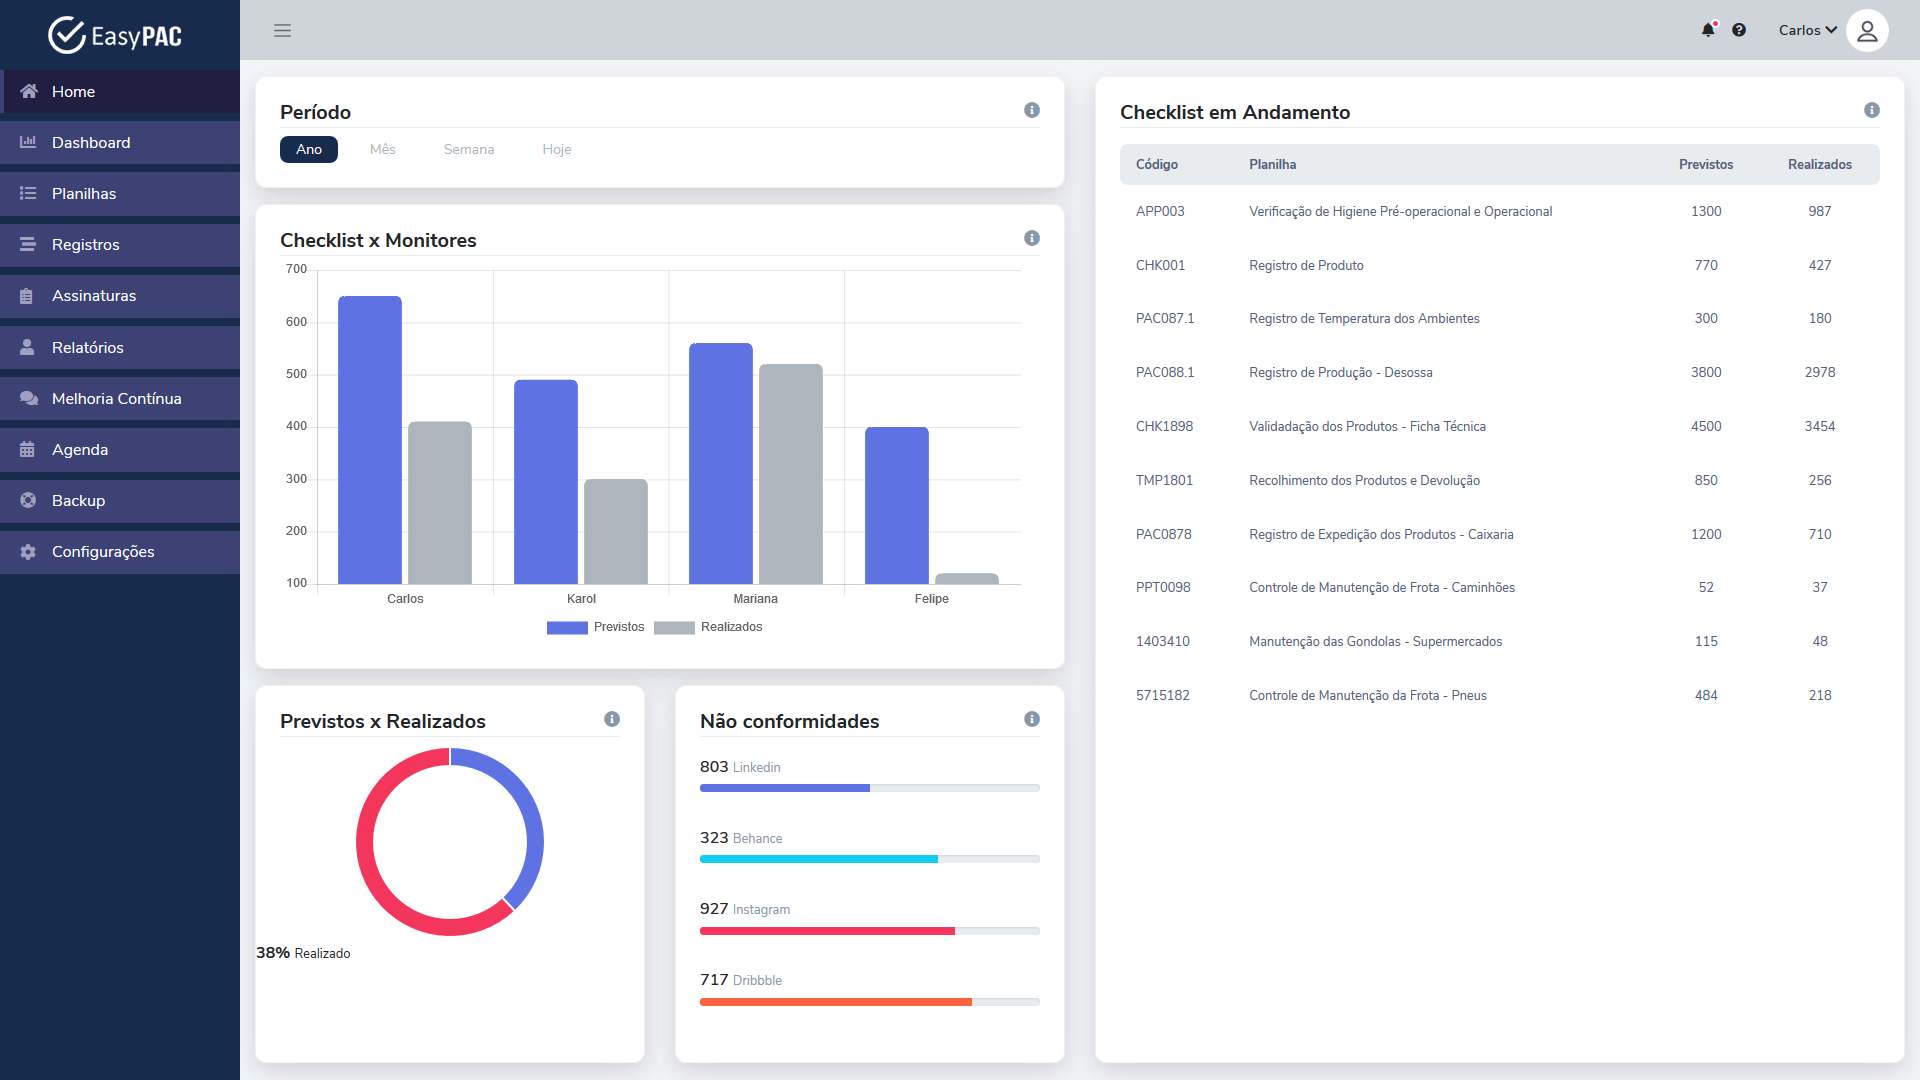 EasyPAC
Home
Dashboard
Planilhas
Registros
Assinaturas
Relatórios
Melhoria Contínua
Agenda
Backup
Configurações
Carlos
Período
Ano Mês Semana Hoje
Checklist x Monitores
700
600
500
400
300
200
100
Carlos Karol Mariana Felipe
Previstos Realizados
Previstos x Realizados
38% Realizado
Não conformidades
803 Linkedin
323 Behance
927 Instagram
717 Dribbble
Checklist em Andamento
Código Planilha Previstos Realizados
APP003 Verificação de Higiene Pré-operacional e Operacional 1300 987
CHK001 Registro de Produto 770 427
PAC087.1 Registro de Temperatura dos Ambientes 300 180
PAC088.1 Registro de Produção - Desossa 3800 2978
CHK1898 Validadação dos Produtos - Ficha Técnica 4500 3454
TMP1801 Recolhimento dos Produtos e Devolução 850 256
PAC0878 Registro de Expedição dos Produtos - Caixaria 1200 710
PPT0098 Controle de Manutenção de Frota - Caminhões 52 37
1403410 Manutenção das Gondolas - Supermercados 115 48
5715182 Controle de Manutenção da Frota - Pneus 484 218